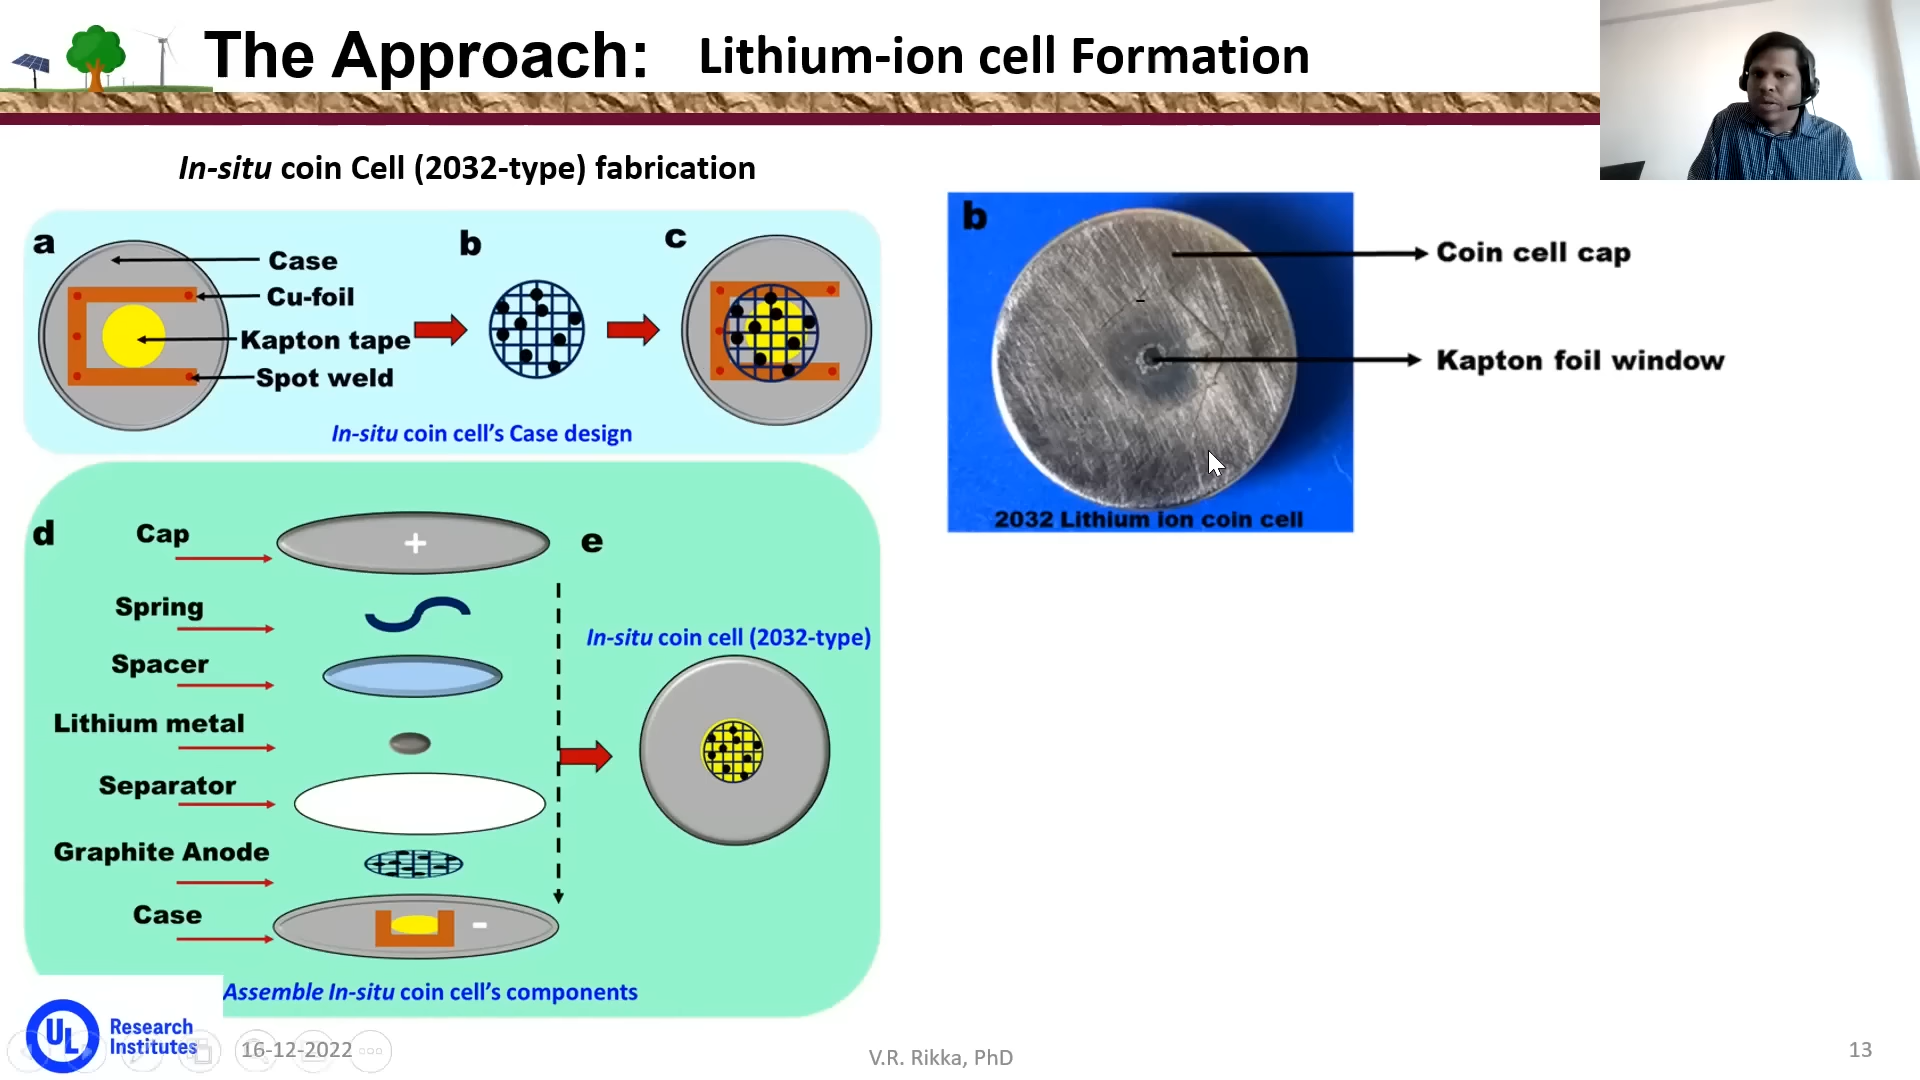 The Approach: Lithium-ion cell Formation
In-situ coin Cell (2032-type) fabrication
a
Case
Cu-foil
Kapton tape
Spot weld
b
c
In-situ coin cell's Case design
d
Cap
+
Spring
Spacer
Lithium metal
Separator
Graphite Anode
Case
-
e
In-situ coin cell (2032-type)
Assemble In-situ coin cell's components
b
Coin cell cap
-
Kapton foil window
2032 Lithium ion coin cell
UL Research
Institutes
16-12-2022
V.R. Rikka, PhD
13